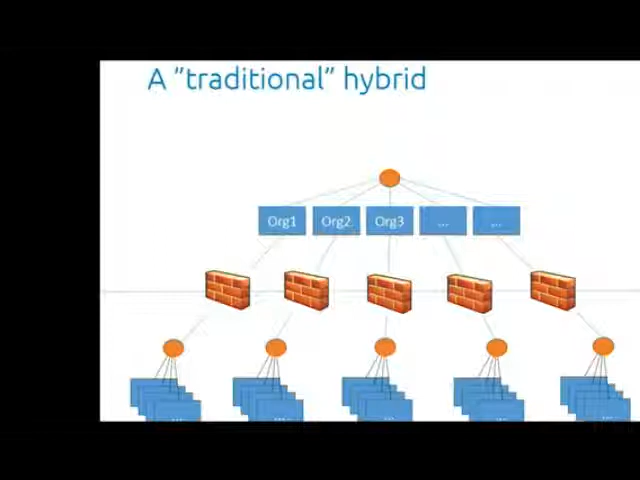 A ”traditional” hybrid
Org1 Org2 Org3 ... ...
... ... ... ... ...